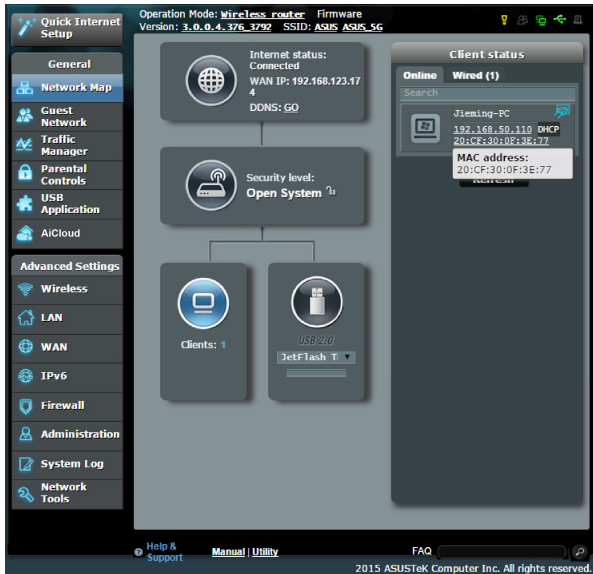 Quick Internet
Setup
Operation Mode: Wireless router Firmware
Version: 3.0.0.4.376_3792 SSID: ASUS ASUS_5G
General
Network Map
Guest
Network
Traffic
Manager
Parental
Controls
USB
Application
AiCloud
Advanced Settings
Wireless
LAN
WAN
IPv6
Firewall
Administration
System Log
Network
Tools
Internet status:
Connected
WAN IP: 192.168.123.17
4
DDNS: GO
Security level:
Open System
Clients: 1
USB 2.0
JetFlash T
Client status
Online Wired (1)
Search
Jieming-PC
192.168.50.110 DHCP
20:CF:30:0F:3E:77
MAC address:
20:CF:30:0F:3E:77
Refresh
Help &
Support
Manual | Utility
FAQ
2015 ASUSTeK Computer Inc. All rights reserved.